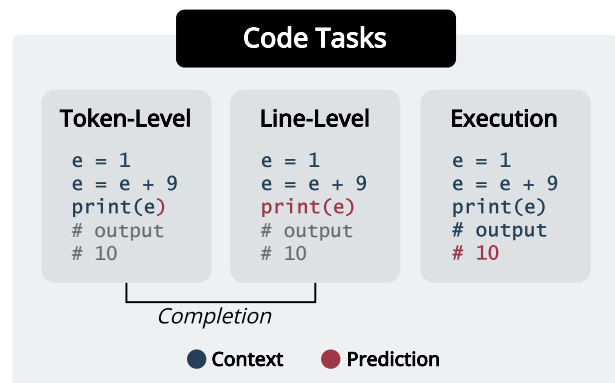 Code Tasks
Token-Level
e = 1
e = e + 9
print(e)
# output
# 10
Line-Level
e = 1
e = e + 9
print(e)
# output
# 10
Execution
e = 1
e = e + 9
print(e)
# output
# 10
Completion
Context
Prediction